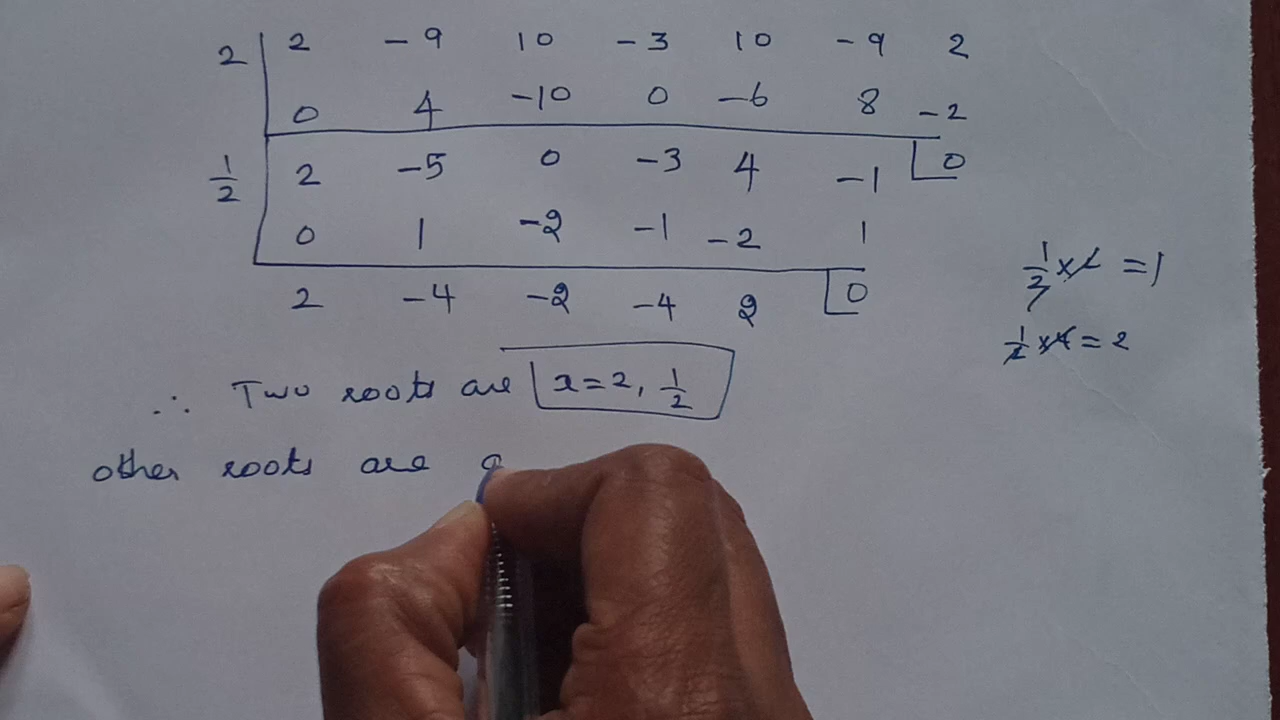 2 | 2 -9 10 -3 10 -9 2
0 4 -10 0 -6 8 -2
1/2 | 2 -5 0 -3 4 -1 0
0 1 -2 -1 -2 1
2 -4 -2 -4 2 0
1/2 × 2 = 1
1/2 × 4 = 2
∴ Two roots are x = 2, 1/2
other roots are